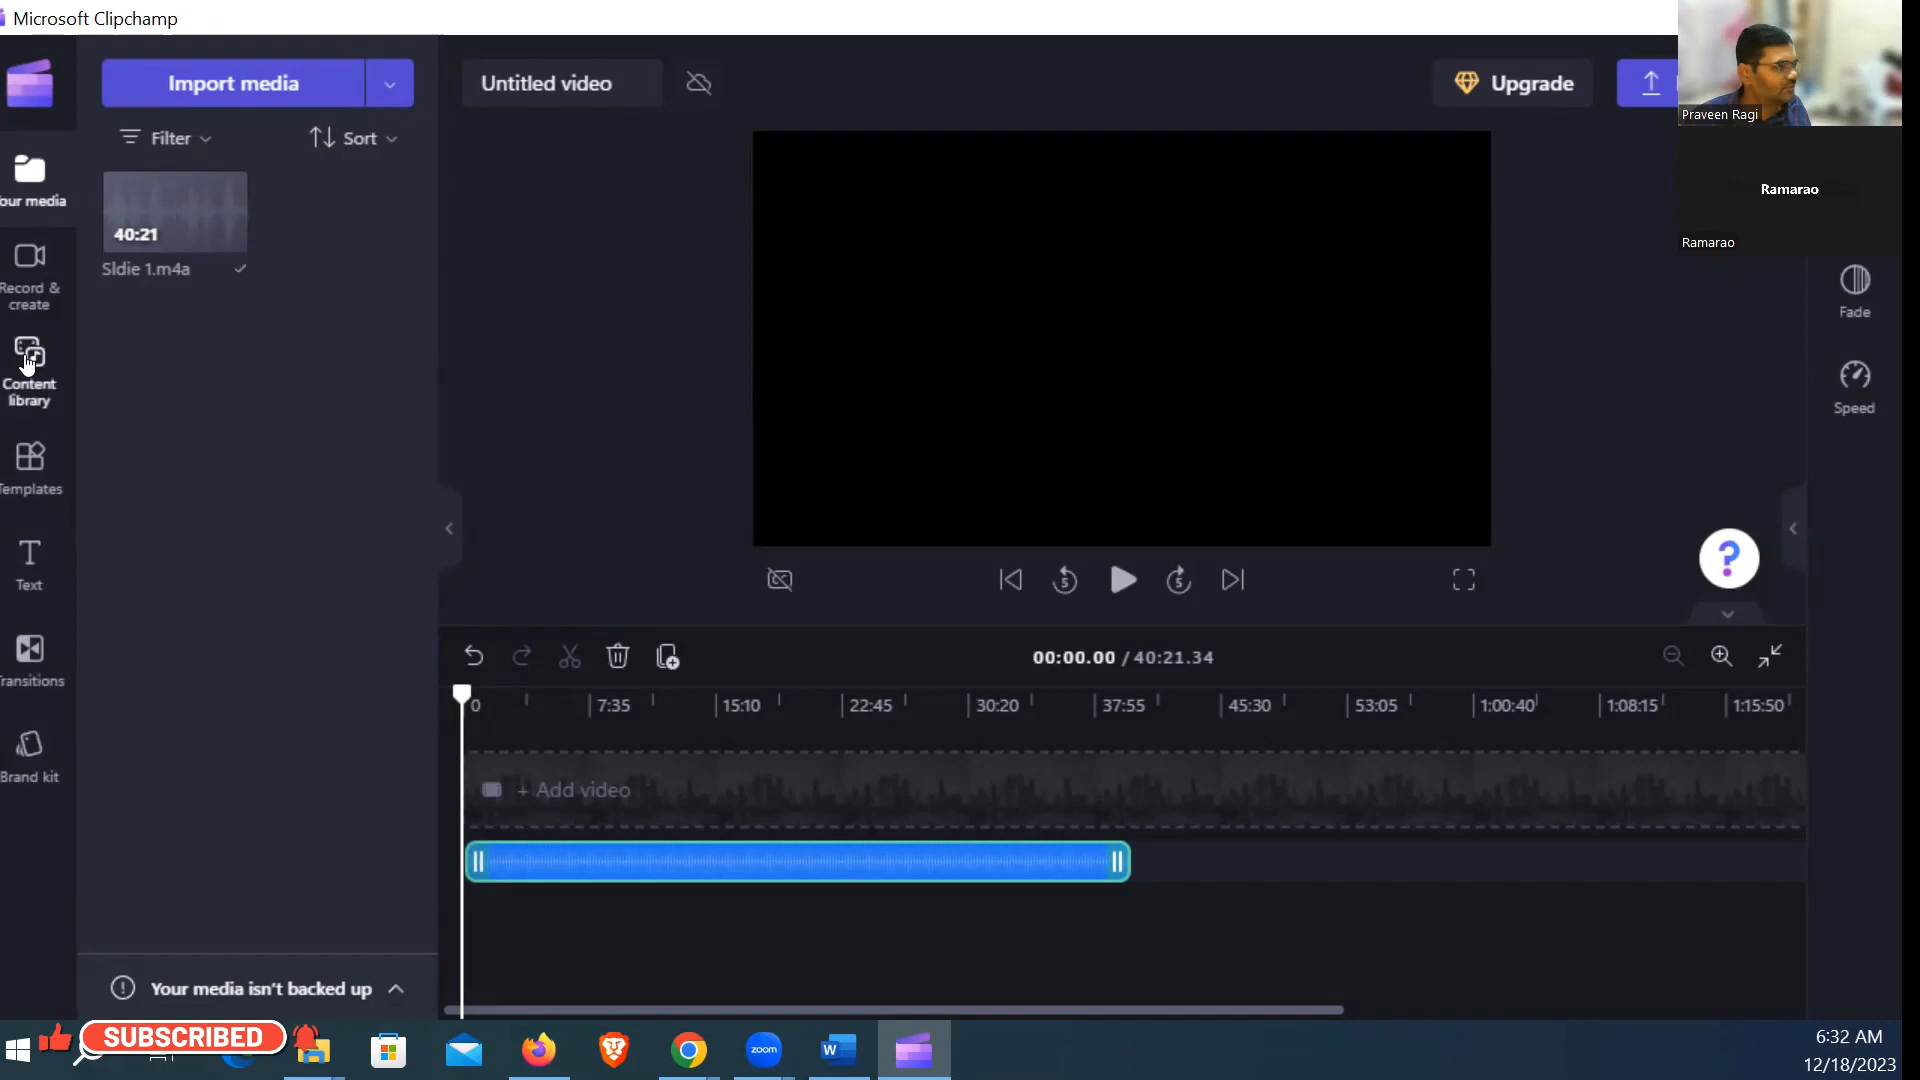 Microsoft Clipchamp
Import media
Untitled video
Upgrade
Praveen Ragi
Filter
Sort
Ramarao
Ramarao
our media
40:21
Sldie 1.m4a
Record &
create
Fade
Content
library
Speed
Templates
5
5
?
Text
00:00.00 / 40:21.34
ransitions
0
7:35
15:10
22:45
30:20
37:55
45:30
53:05
1:00:40
1:08:15
1:15:50
Brand kit
+ Add video
Your media isn't backed up
SUBSCRIBED
zoom
W
6:32 AM
12/18/2023